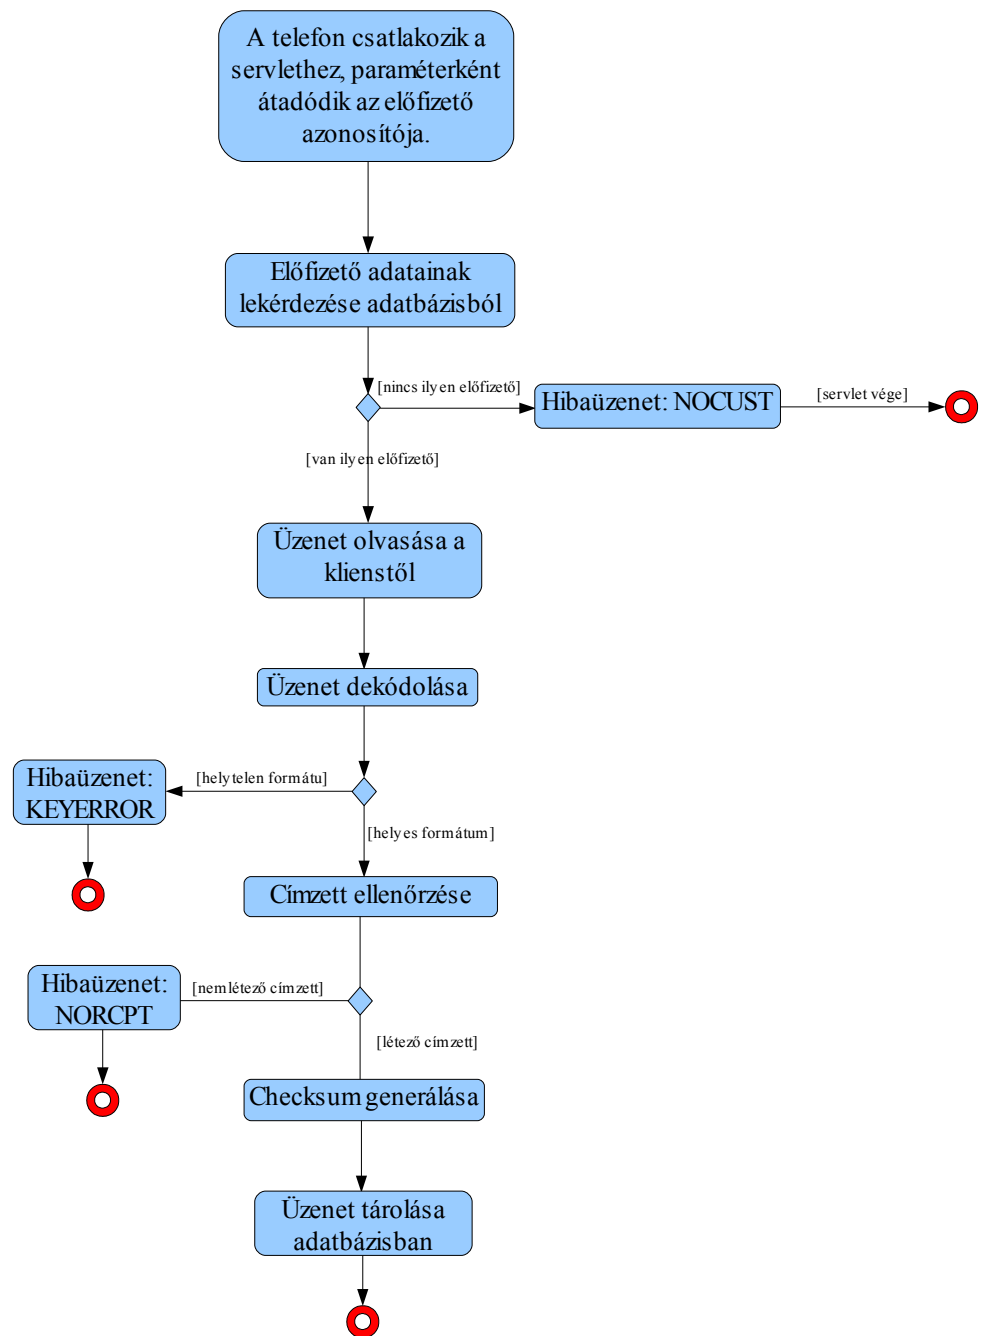 A telefon csatlakozik a
servlethez, paraméterként
átadódik az előfizető
azonosítója.
Előfizető adatainak
lekérdezése adatbázisból
[nincs ilyen előfizető]
Hibaüzenet: NOCUST
[servlet vége]
[van ilyen előfizető]
Üzenet olvasása a
klienstől
Üzenet dekódolása
Hibaüzenet:
KEYERROR
[helytelen formátu]
[helyes formátum]
Címzett ellenőrzése
Hibaüzenet:
NORCPT
[nemlétező címzett]
[létező címzett]
Checksum generálása
Üzenet tárolása
adatbázisban